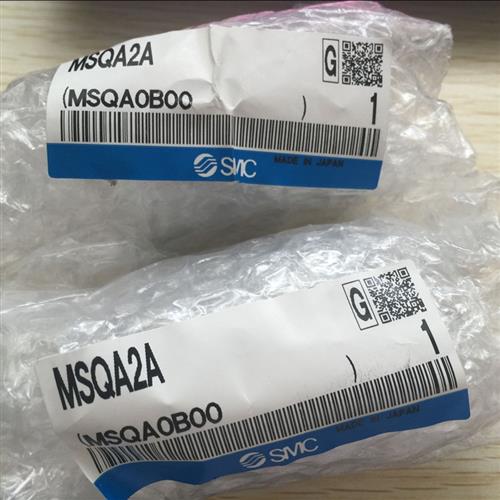 MSQA2A
G
(MSQA0B00 ) 1
SMC
MADE IN JAPAN
G
MSQA2A
1
(MSQA0B00 )
SMC
MADE IN JAPAN